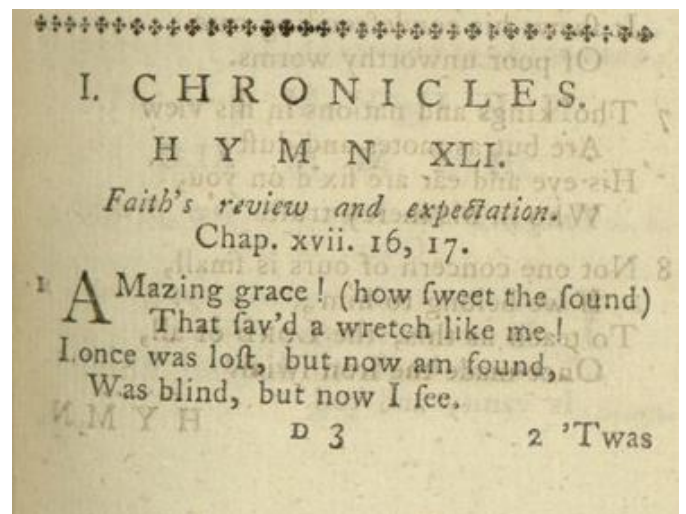 I. CHRONICLES.
HYMN XLI.
Faith's review and expectation.
Chap. xvii. 16, 17.
1 AMazing grace! (how ſweet the ſound)
That ſav'd a wretch like me!
I once was loſt, but now am found,
Was blind, but now I ſee.
D 3 2 'Twas